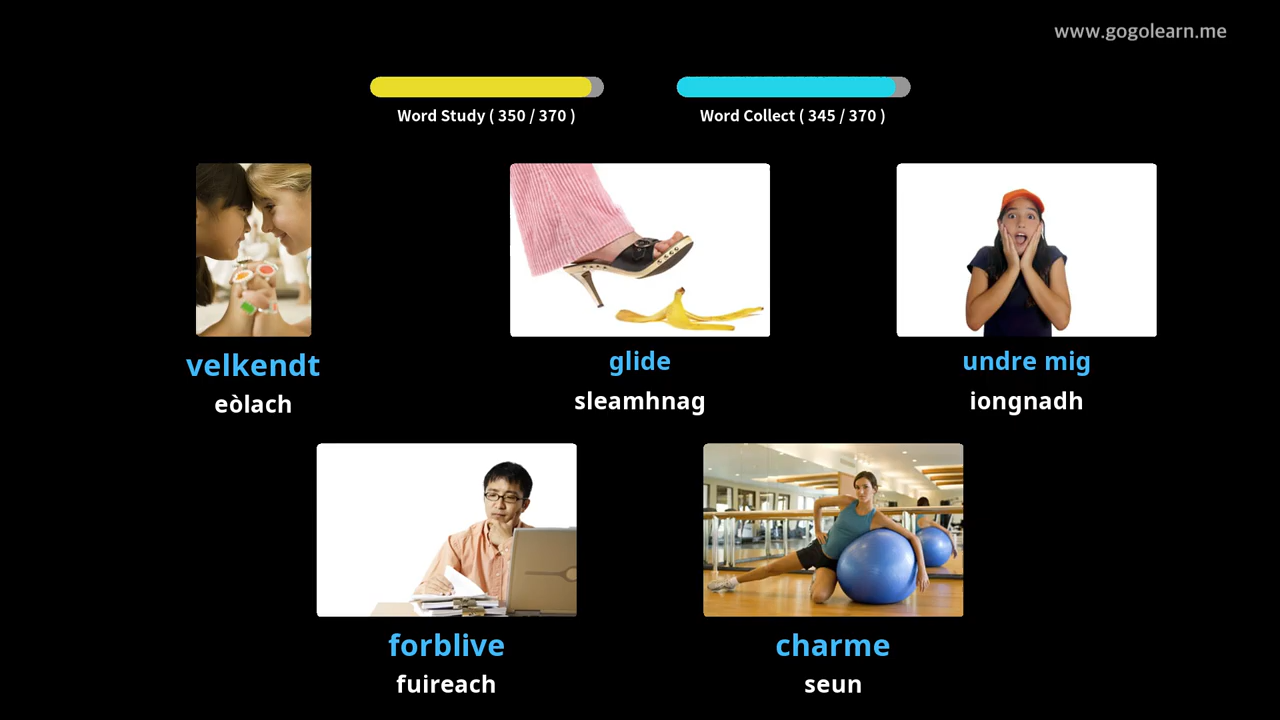 www.gogolearn.me
Word Study ( 350 / 370 )
Word Collect ( 345 / 370 )
velkendt
eòlach
glide
sleamhnag
undre mig
iongnadh
forblive
fuireach
charme
seun